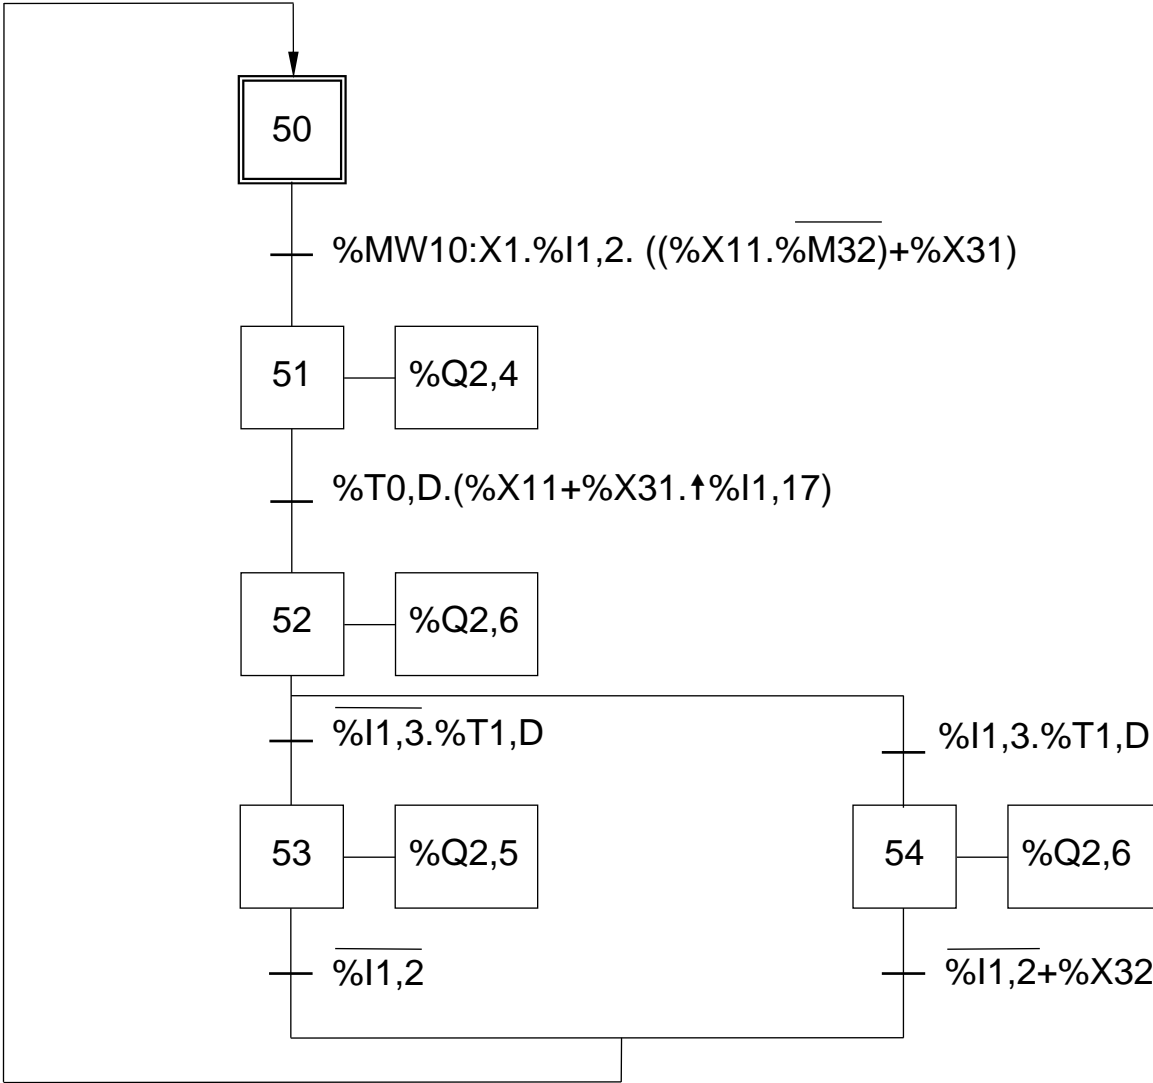 50
%MW10:X1.%I1,2. ((%X11.%M32)+%X31)
51
%Q2,4
%T0,D.(%X11+%X31.↑%I1,17)
52
%Q2,6
%I1,3.%T1,D
%I1,3.%T1,D
53
%Q2,5
54
%Q2,6
%I1,2
%I1,2+%X32